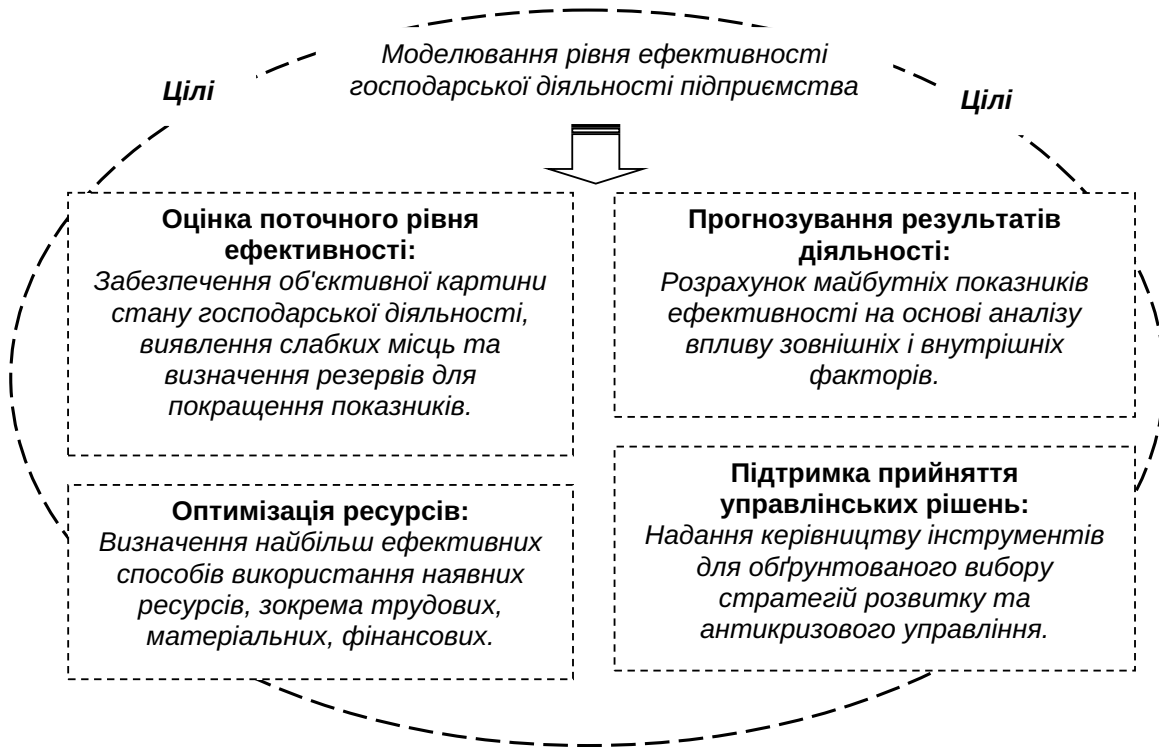 Моделювання рівня ефективності
господарської діяльності підприємства
Цілі
Цілі
Оцінка поточного рівня
ефективності:
Забезпечення об'єктивної картини
стану господарської діяльності,
виявлення слабких місць та
визначення резервів для
покращення показників.
Прогнозування результатів
діяльності:
Розрахунок майбутніх показників
ефективності на основі аналізу
впливу зовнішніх і внутрішніх
факторів.
Оптимізація ресурсів:
Визначення найбільш ефективних
способів використання наявних
ресурсів, зокрема трудових,
матеріальних, фінансових.
Підтримка прийняття
управлінських рішень:
Надання керівництву інструментів
для обґрунтованого вибору
стратегій розвитку та
антикризового управління.